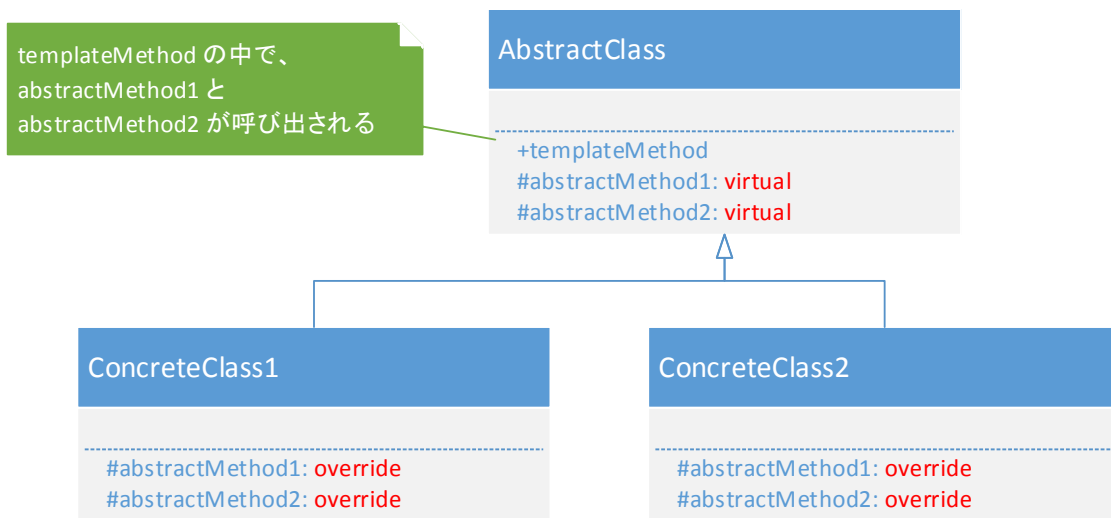 templateMethod の中で、
abstractMethod1 と
abstractMethod2 が呼び出される
AbstractClass
+templateMethod
#abstractMethod1: virtual
#abstractMethod2: virtual
ConcreteClass1
#abstractMethod1: override
#abstractMethod2: override
ConcreteClass2
#abstractMethod1: override
#abstractMethod2: override